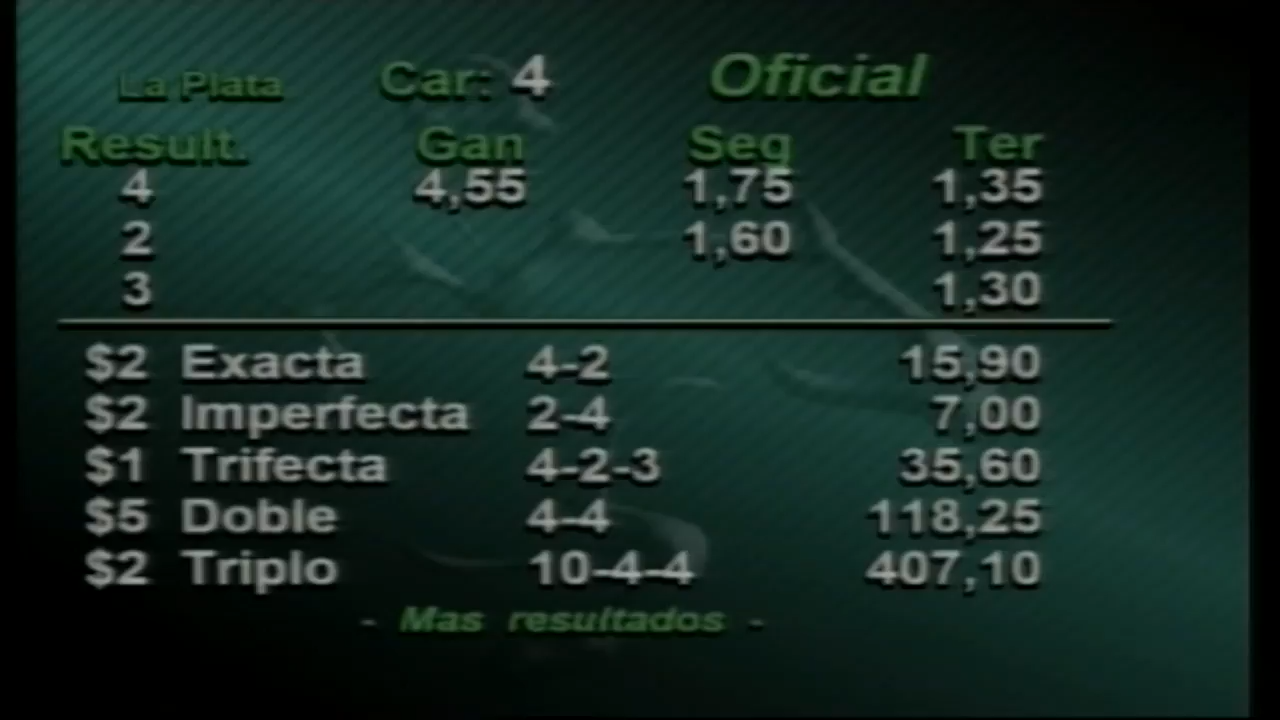 La Plata Car: 4 Oficial
Result. Gan Seg Ter
4 4,55 1,75 1,35
2 1,60 1,25
3 1,30
$2 Exacta 4-2 15,90
$2 Imperfecta 2-4 7,00
$1 Trifecta 4-2-3 35,60
$5 Doble 4-4 118,25
$2 Triplo 10-4-4 407,10
- Mas resultados -